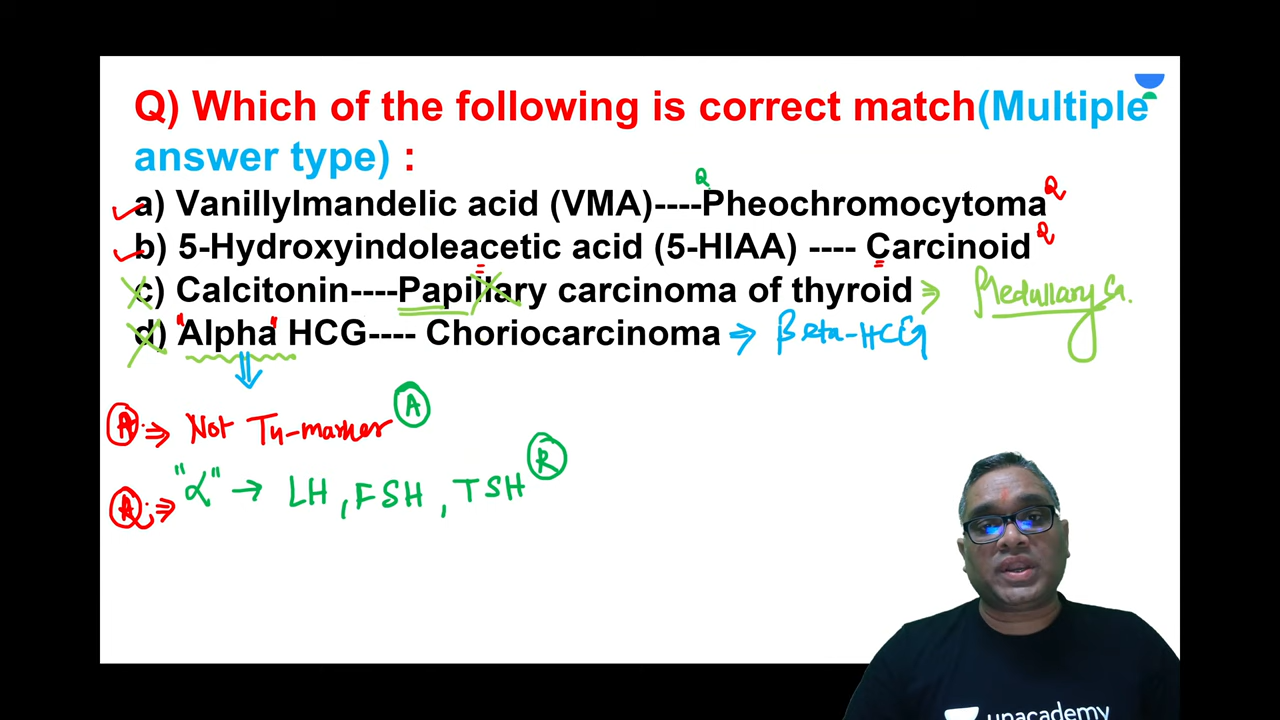 Q) Which of the following is correct match(Multiple
answer type) :
Q
a) Vanillylmandelic acid (VMA)----Pheochromocytoma Q
b) 5-Hydroxyindoleacetic acid (5-HIAA) ---- Carcinoid Q
c) Calcitonin----Papillary carcinoma of thyroid ⇒ Medullary Ca.
d) "Alpha" HCG---- Choriocarcinoma ⇒ Beta-HCG
A ⇒ Not Tu-marker A
A ⇒ "α" → LH, FSH, TSH R
unacademy